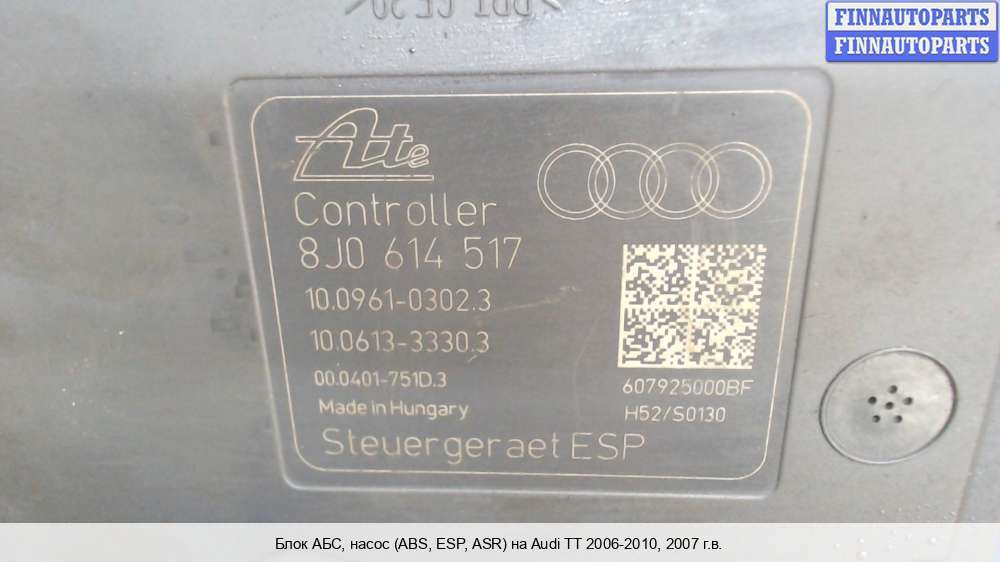 FINNAUTOPARTS
FINNAUTOPARTS
Ate
Controller
8J0 614 517
10.0961-0302.3
10.0613-3330.3
00.0401-751D.3
Made in Hungary
607925000BF
H52/S0130
Steuergeraet ESP
Блок АБС, насос (ABS, ESP, ASR) на Audi TT 2006-2010, 2007 г.в.